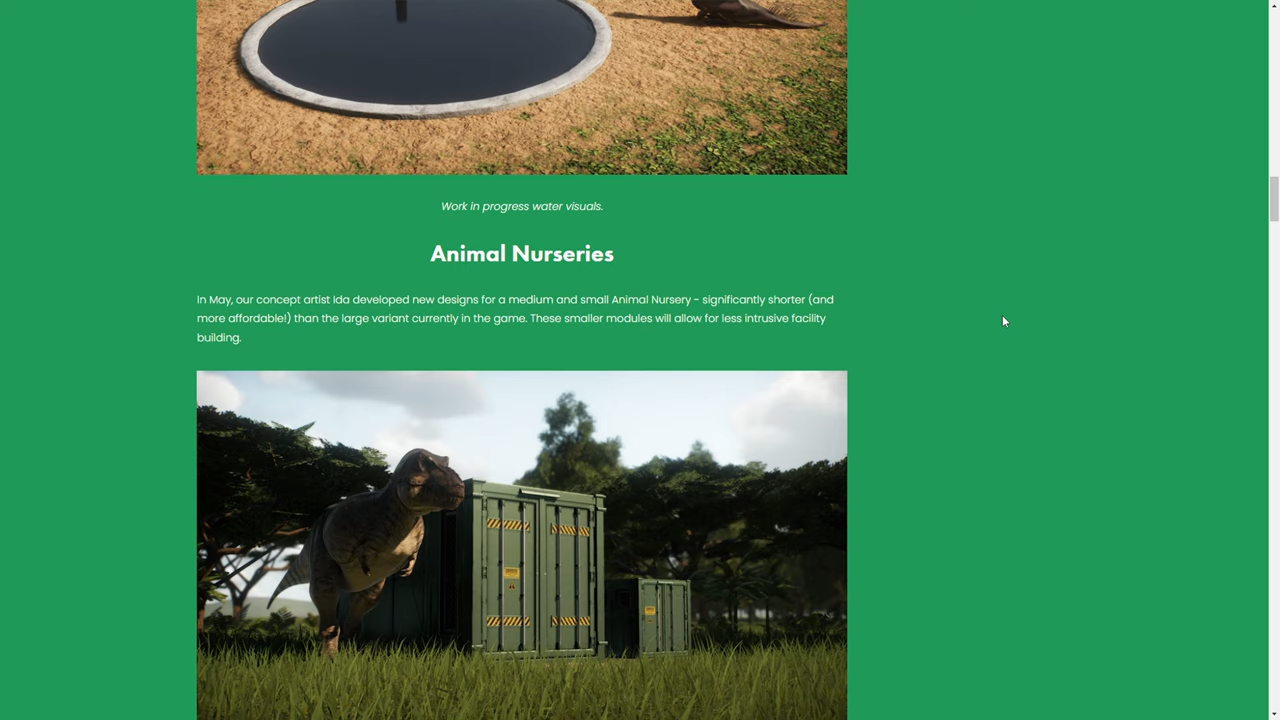 Work in progress water visuals.
Animal Nurseries
In May, our concept artist Ida developed new designs for a medium and small Animal Nursery - significantly shorter (and
more affordable!) than the large variant currently in the game. These smaller modules will allow for less intrusive facility
building.